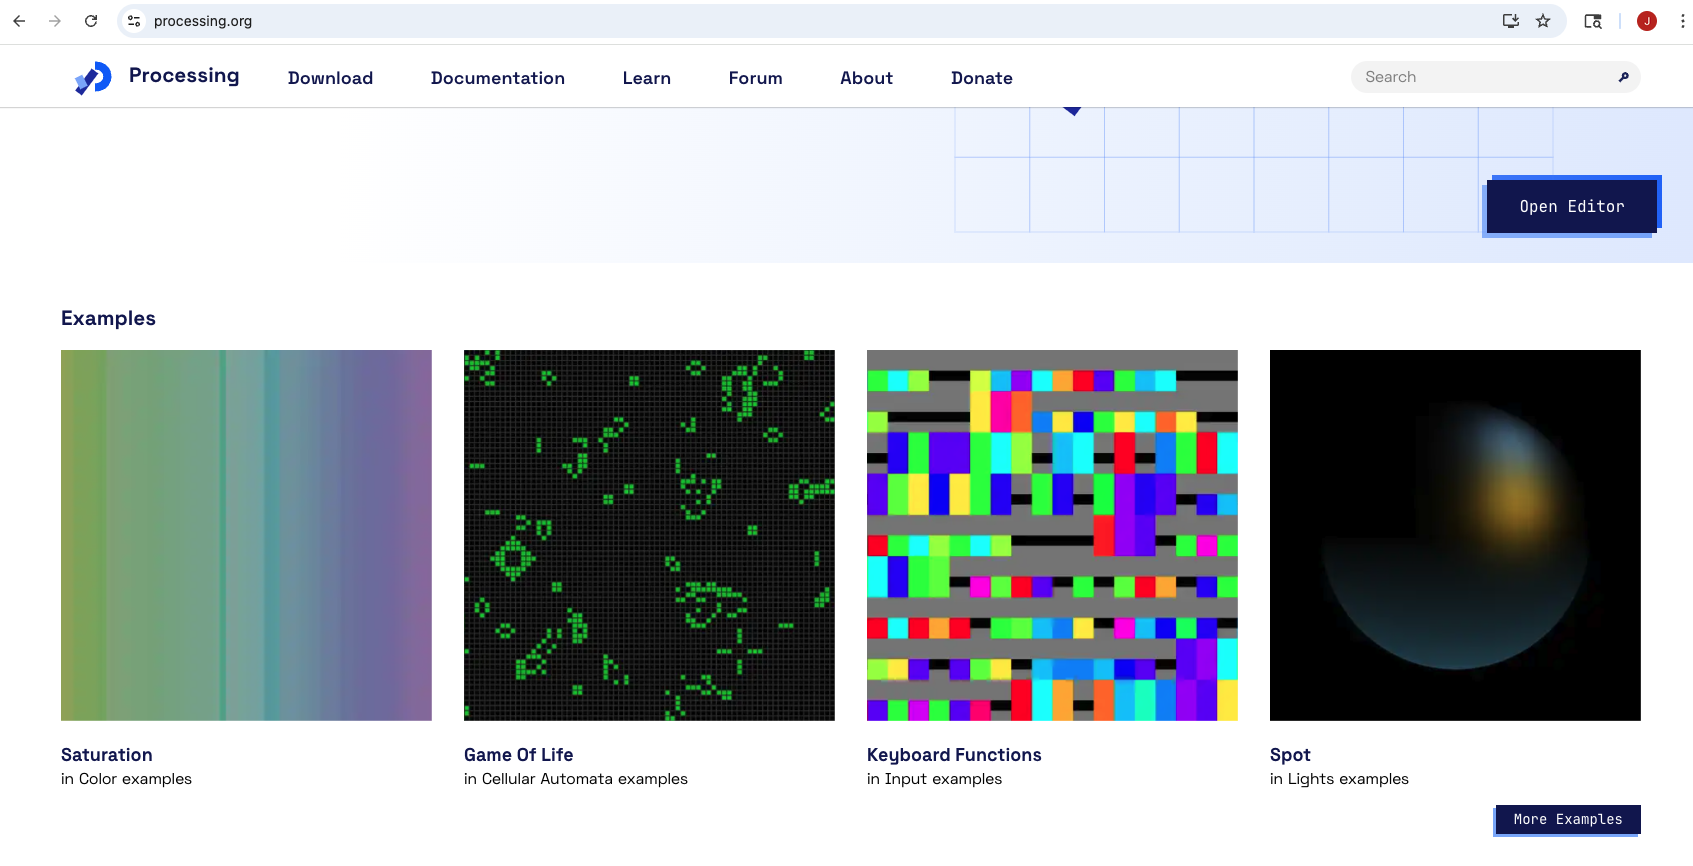 processing.org
J
Processing
Download
Documentation
Learn
Forum
About
Donate
Search
Open Editor
Examples
Saturation
in Color examples
Game Of Life
in Cellular Automata examples
Keyboard Functions
in Input examples
Spot
in Lights examples
More Examples